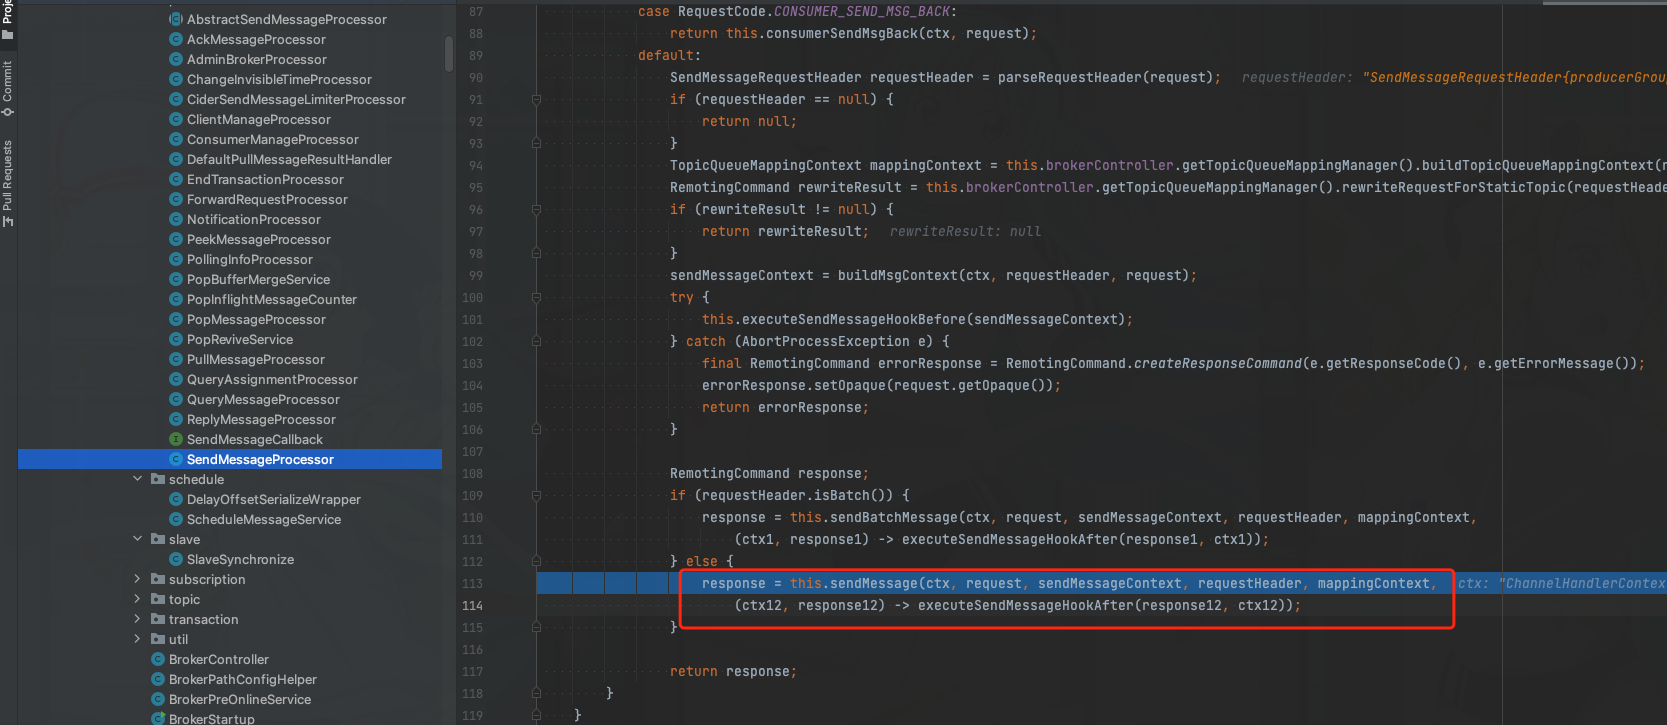 Proje
Commit
Pull Requests
AbstractSendMessageProcessor
AckMessageProcessor
AdminBrokerProcessor
ChangeInvisibleTimeProcessor
CiderSendMessageLimiterProcessor
ClientManageProcessor
ConsumerManageProcessor
DefaultPullMessageResultHandler
EndTransactionProcessor
ForwardRequestProcessor
NotificationProcessor
PeekMessageProcessor
PollingInfoProcessor
PopBufferMergeService
PopInflightMessageCounter
PopMessageProcessor
PopReviveService
PullMessageProcessor
QueryAssignmentProcessor
QueryMessageProcessor
ReplyMessageProcessor
SendMessageCallback
SendMessageProcessor
schedule
DelayOffsetSerializeWrapper
ScheduleMessageService
slave
SlaveSynchronize
subscription
topic
transaction
util
BrokerController
BrokerPathConfigHelper
BrokerPreOnlineService
BrokerStartup
87 case RequestCode.CONSUMER_SEND_MSG_BACK:
88 return this.consumerSendMsgBack(ctx, request);
89 default:
90 SendMessageRequestHeader requestHeader = parseRequestHeader(request); requestHeader: "SendMessageRequestHeader{producerGrou
91 if (requestHeader == null) {
92 return null;
93 }
94 TopicQueueMappingContext mappingContext = this.brokerController.getTopicQueueMappingManager().buildTopicQueueMappingContext(r
95 RemotingCommand rewriteResult = this.brokerController.getTopicQueueMappingManager().rewriteRequestForStaticTopic(requestHeade
96 if (rewriteResult != null) {
97 return rewriteResult; rewriteResult: null
98 }
99 sendMessageContext = buildMsgContext(ctx, requestHeader, request);
100 try {
101 this.executeSendMessageHookBefore(sendMessageContext);
102 } catch (AbortProcessException e) {
103 final RemotingCommand errorResponse = RemotingCommand.createResponseCommand(e.getResponseCode(), e.getErrorMessage());
104 errorResponse.setOpaque(request.getOpaque());
105 return errorResponse;
106 }
107
108 RemotingCommand response;
109 if (requestHeader.isBatch()) {
110 response = this.sendBatchMessage(ctx, request, sendMessageContext, requestHeader, mappingContext,
111 (ctx1, response1) -> executeSendMessageHookAfter(response1, ctx1));
112 } else {
113 response = this.sendMessage(ctx, request, sendMessageContext, requestHeader, mappingContext, ctx: "ChannelHandlerContex
114 (ctx12, response12) -> executeSendMessageHookAfter(response12, ctx12));
115 }
116
117 return response;
118 }
119 }